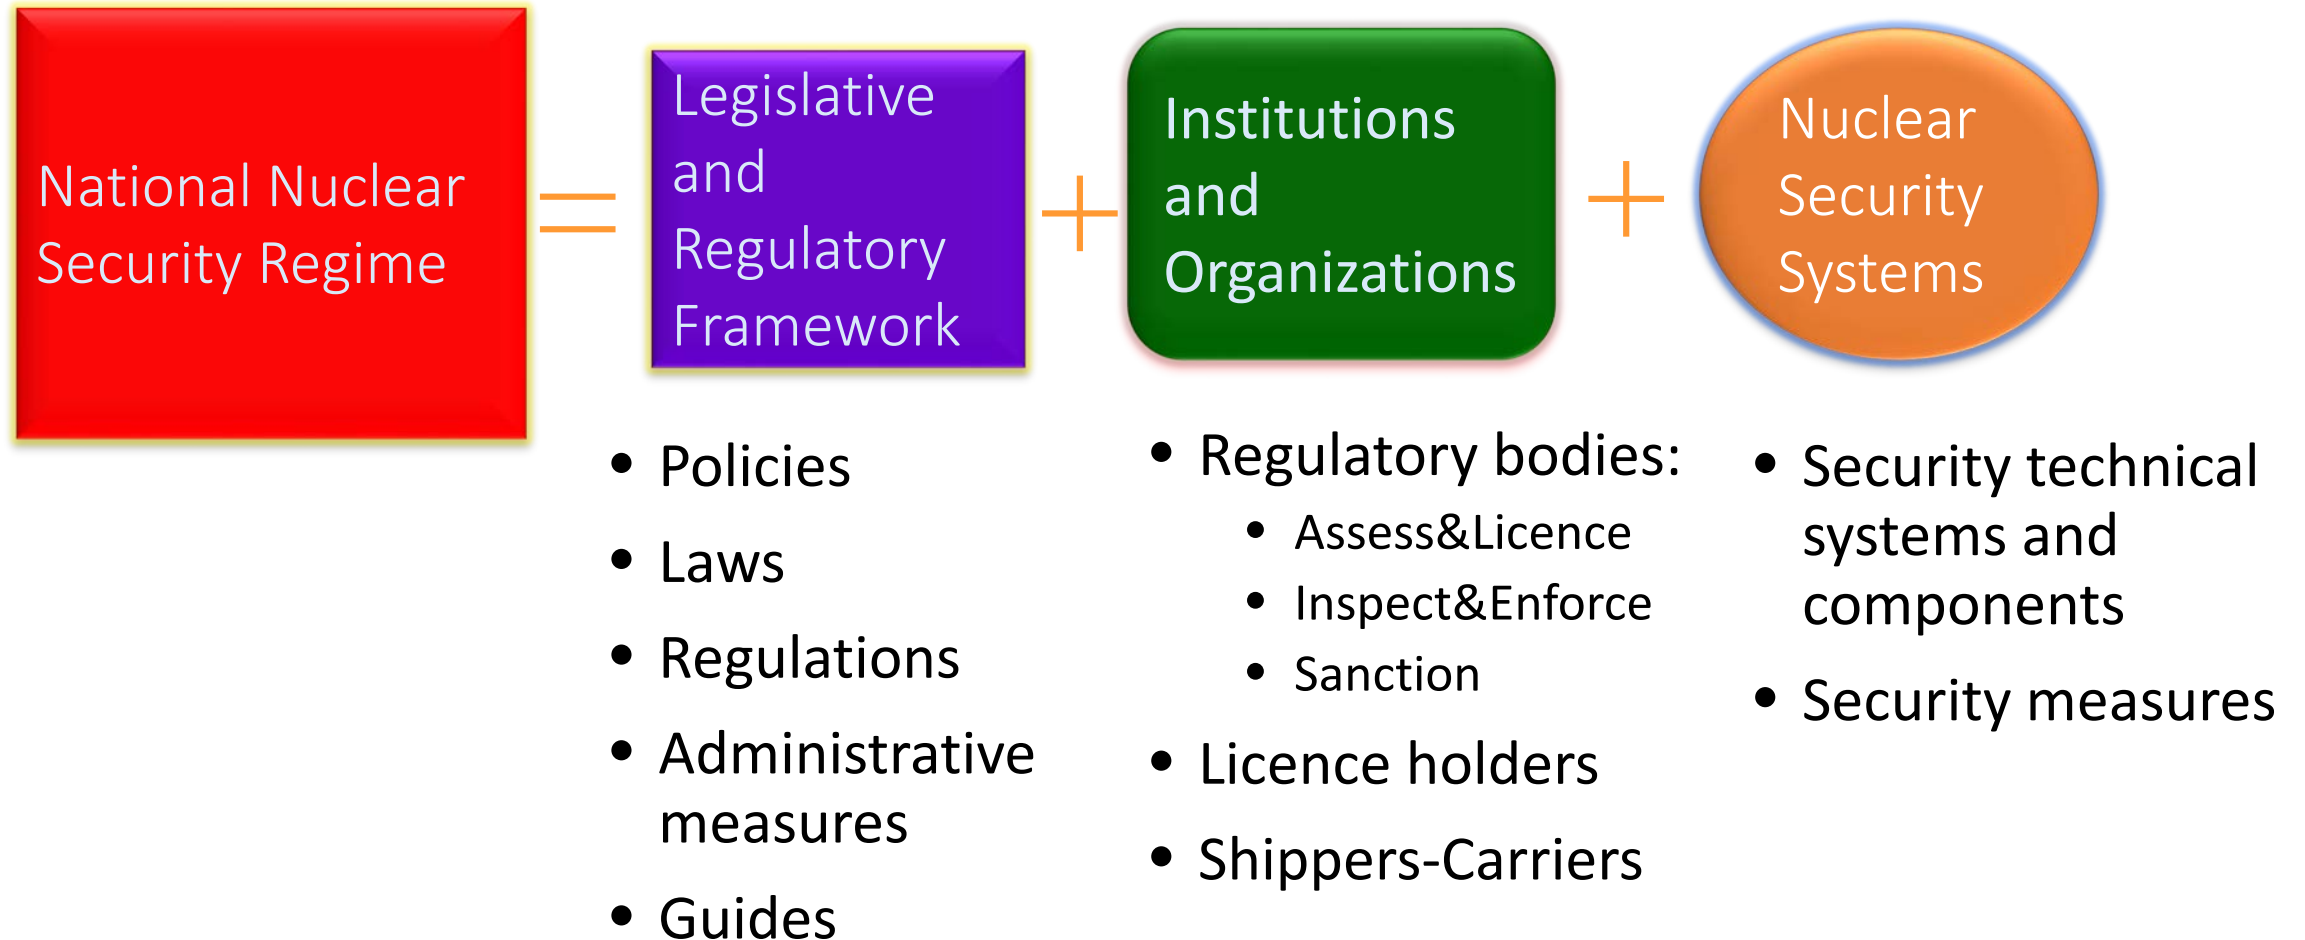 National Nuclear
Security Regime
=
Legislative
and
Regulatory
Framework
+
Institutions
and
Organizations
+
Nuclear
Security
Systems
• Policies
• Laws
• Regulations
• Administrative
measures
• Guides
• Regulatory bodies:
• Assess&Licence
• Inspect&Enforce
• Sanction
• Licence holders
• Shippers-Carriers
• Security technical
systems and
components
• Security measures